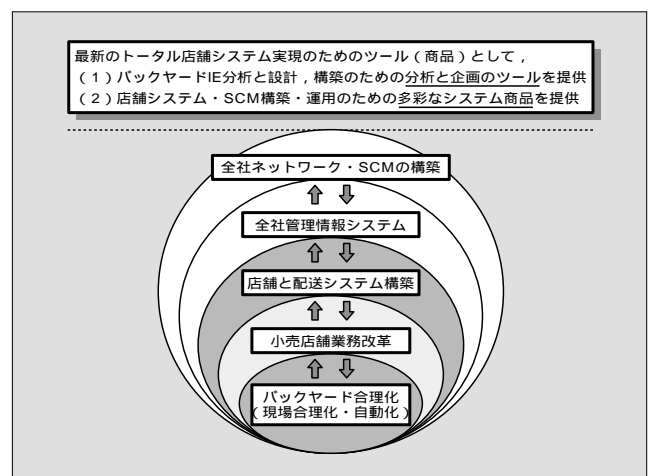 最新のトータル店舗システム実現のためのツール（商品）として，
（1）バックヤードIE分析と設計，構築のための分析と企画のツールを提供
（2）店舗システム・SCM構築・運用のための多彩なシステム商品を提供
全社ネットワーク・SCMの構築
全社管理情報システム
店舗と配送システム構築
小売店舗業務改革
バックヤード合理化
（現場合理化・自動化）